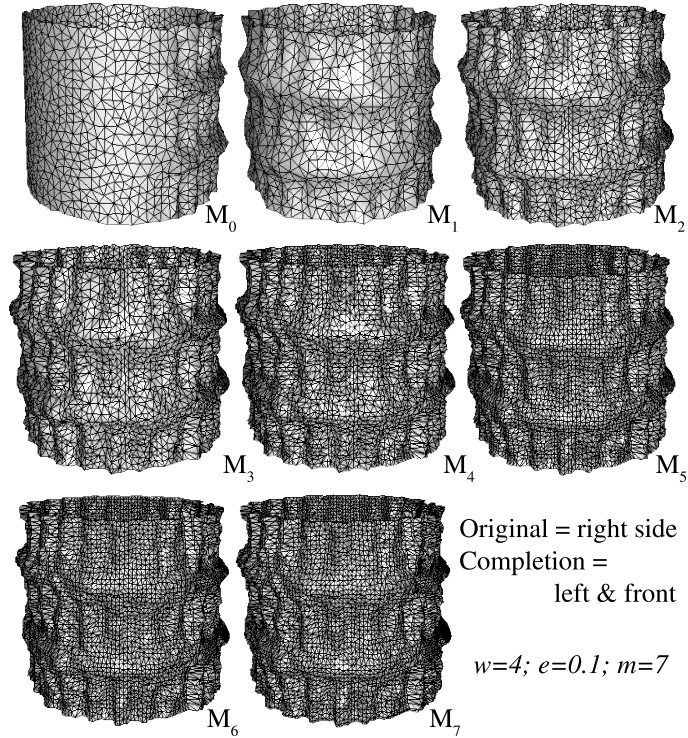 M0
M1
M2
M3
M4
M5
Original = right side
Completion =
left & front
w=4; e=0.1; m=7
M6
M7